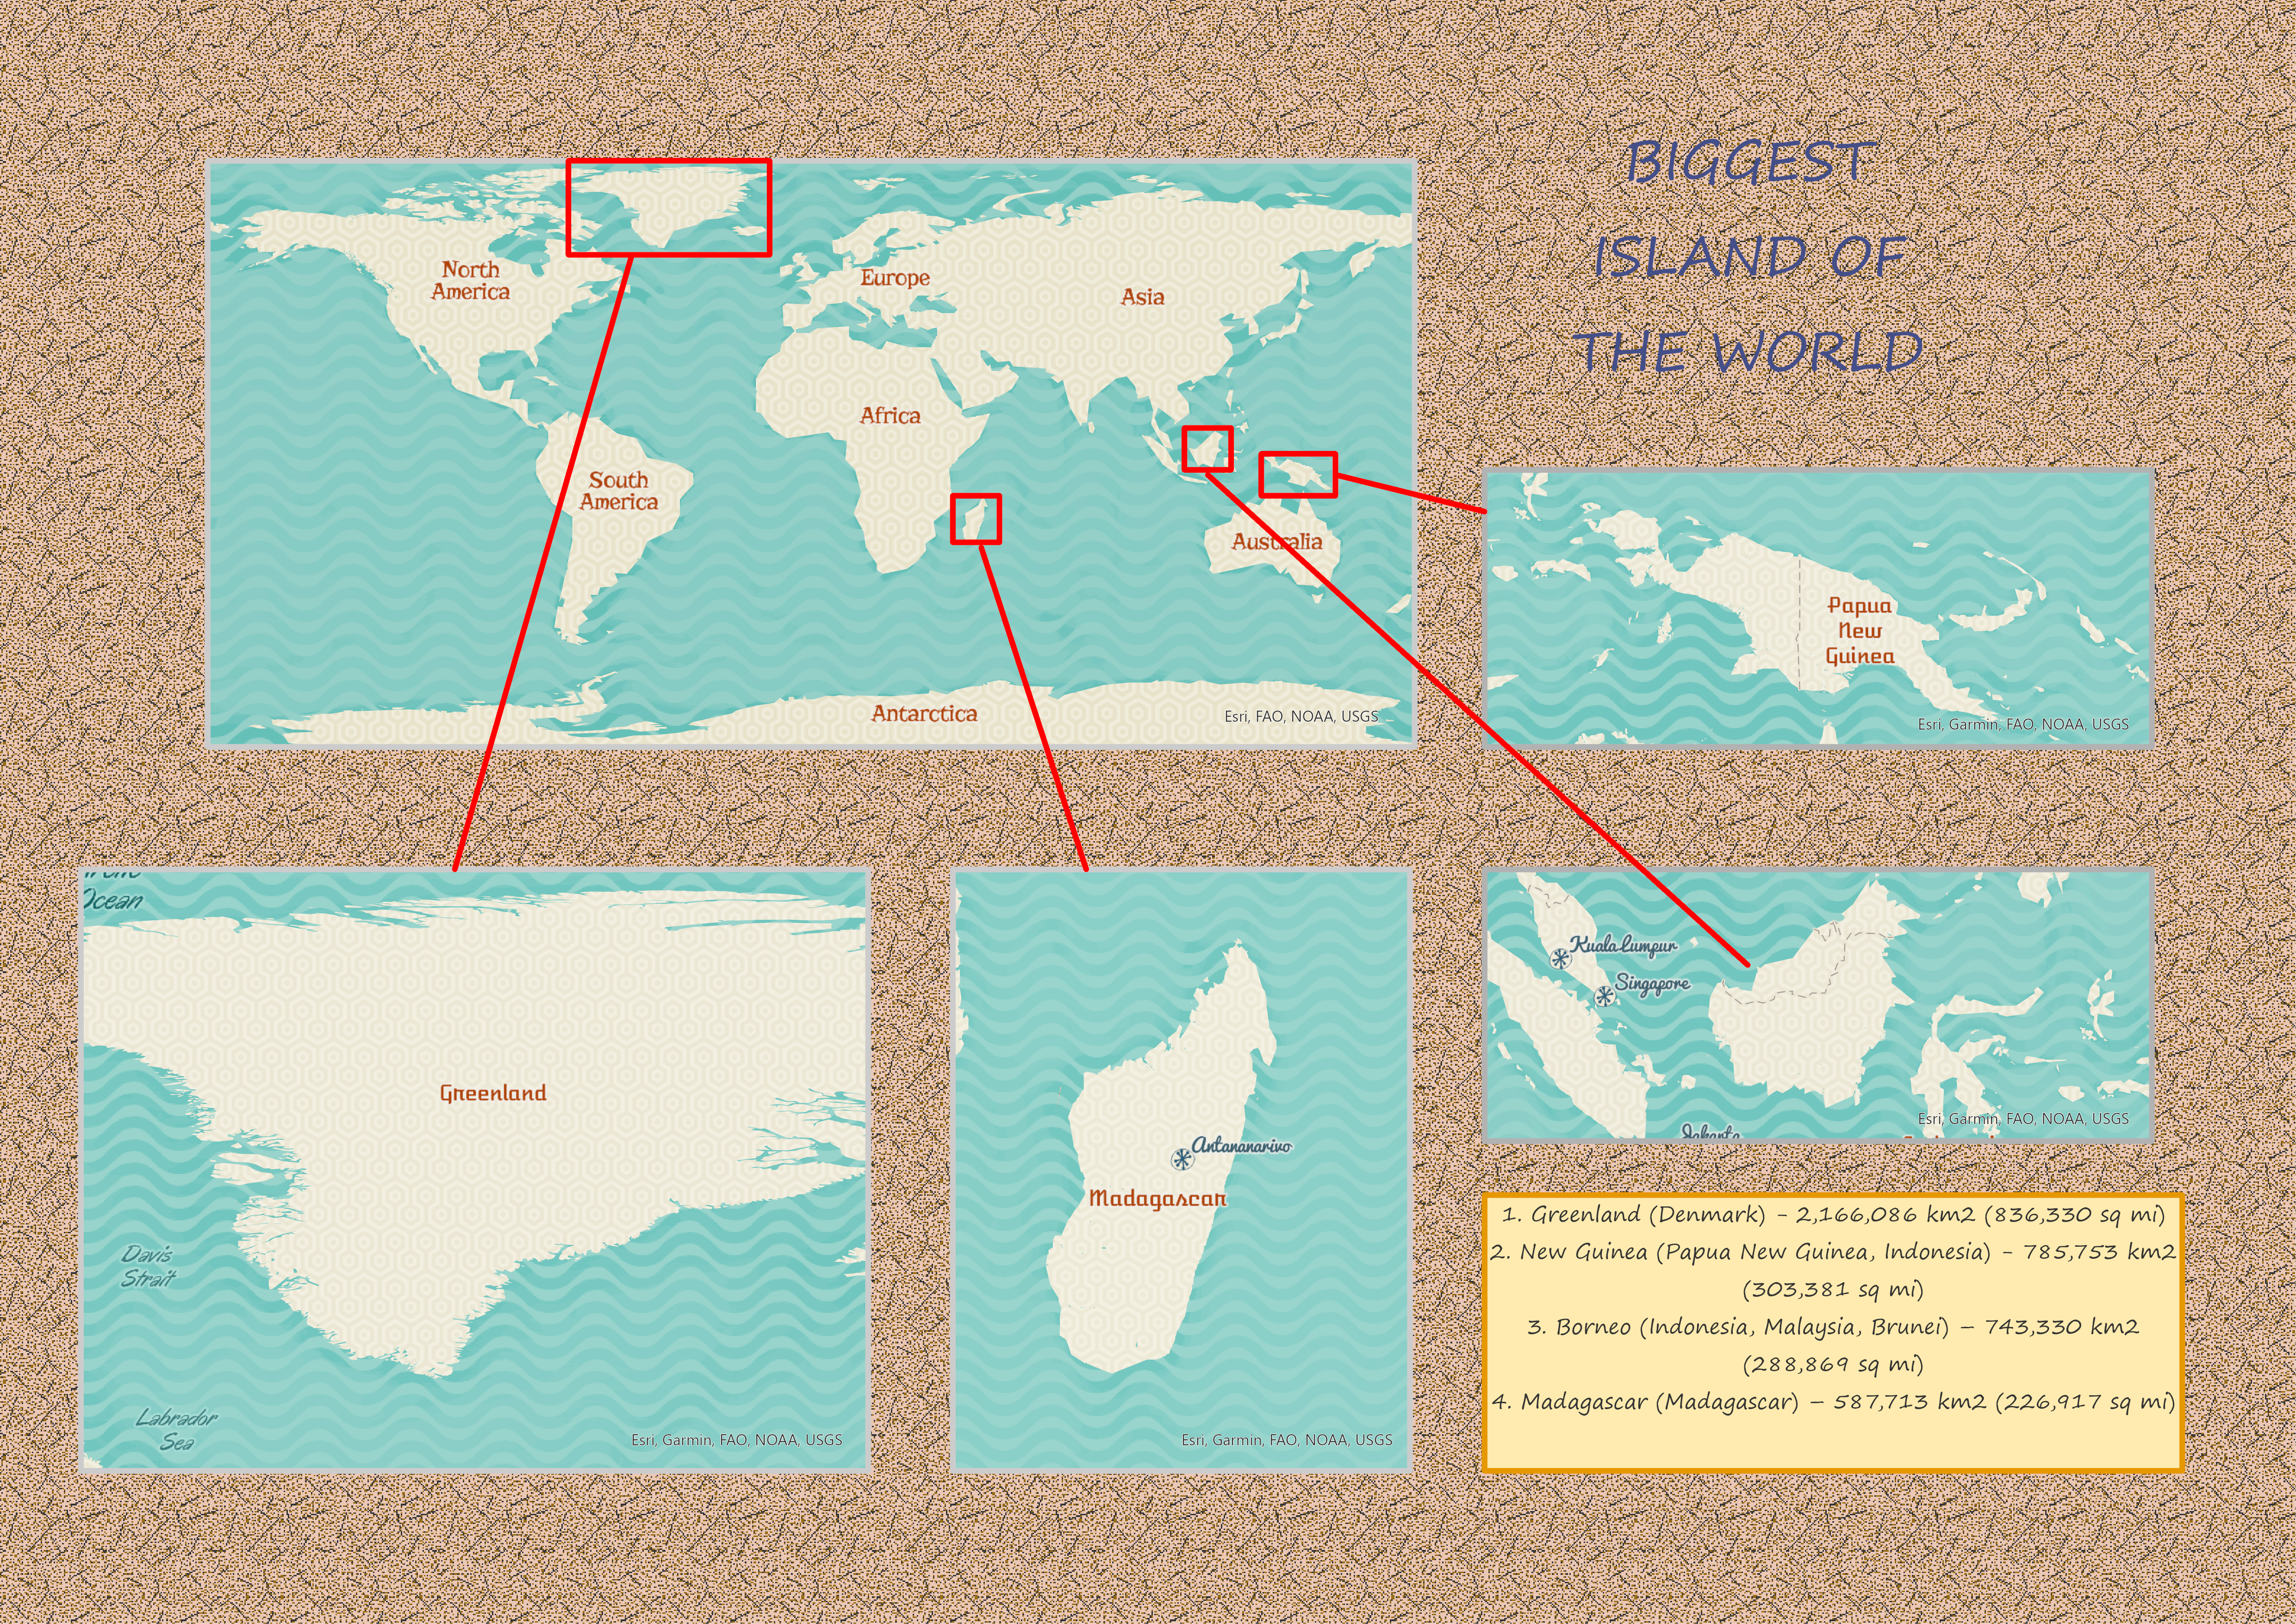 BIGGEST
ISLAND OF
THE WORLD
North
America
Europe
Asia
Africa
South
America
Australia
Antarctica
Esri, FAO, NOAA, USGS
Papua
New
Guinea
Esri, Garmin, FAO, NOAA, USGS
Ocean
Greenland
Davis
Strait
Labrador
Sea
Esri, Garmin, FAO, NOAA, USGS
Antananarivo
Madagascar
Esri, Garmin, FAO, NOAA, USGS
Kuala Lumpur
Singapore
Esri, Garmin, FAO, NOAA, USGS
Jakarta
1. Greenland (Denmark) - 2,166,086 km2 (836,330 sq mi)
2. New Guinea (Papua New Guinea, Indonesia) - 785,753 km2
(303,381 sq mi)
3. Borneo (Indonesia, Malaysia, Brunei) – 743,330 km2
(288,869 sq mi)
4. Madagascar (Madagascar) – 587,713 km2 (226,917 sq mi)